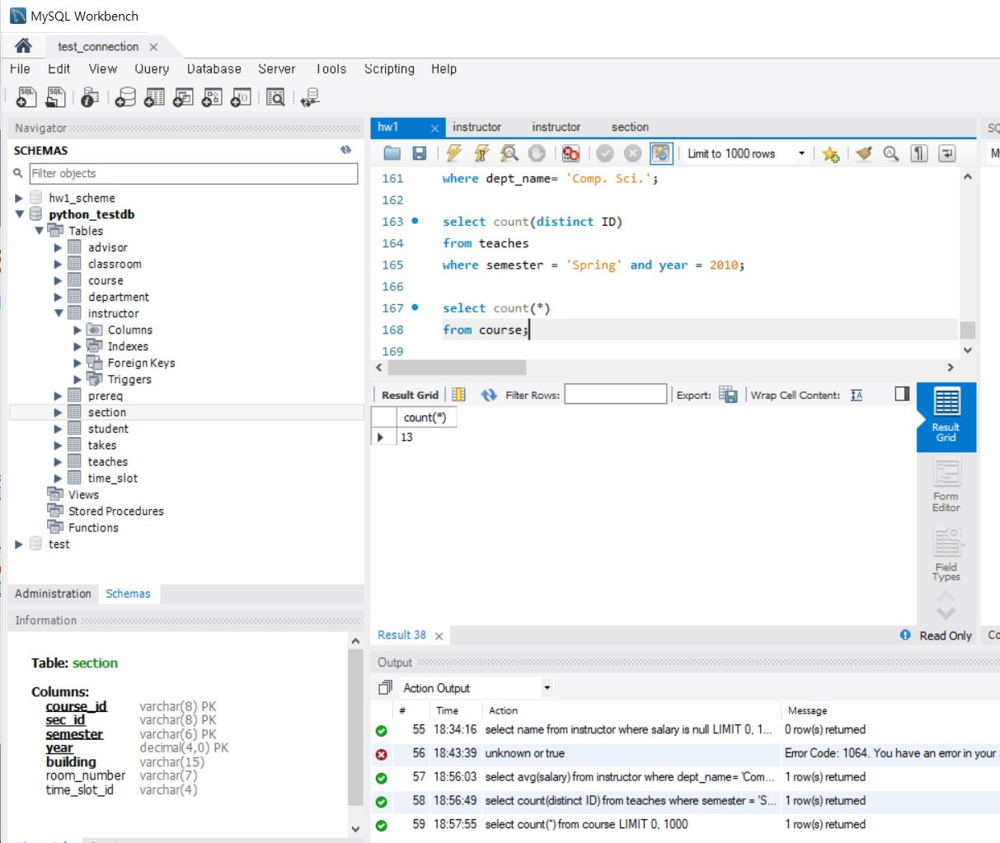 MySQL Workbench
test_connection
File Edit View Query Database Server Tools Scripting Help
Navigator
SCHEMAS
Filter objects
hw1_scheme
python_testdb
Tables
advisor
classroom
course
department
instructor
Columns
Indexes
Foreign Keys
Triggers
prereq
section
student
takes
teaches
time_slot
Views
Stored Procedures
Functions
test
Administration Schemas
Information
Table: section
Columns:
course_id varchar(8) PK
sec_id varchar(8) PK
semester varchar(6) PK
year decimal(4,0) PK
building varchar(15)
room_number varchar(7)
time_slot_id varchar(4)
hw1 instructor instructor section
Limit to 1000 rows
161 where dept_name= 'Comp. Sci.';
162
163 select count(distinct ID)
164 from teaches
165 where semester = 'Spring' and year = 2010;
166
167 select count(*)
168 from course;
169
Result Grid Filter Rows: Export: Wrap Cell Content:
count(*)
13
Result
Grid
Form
Editor
Field
Types
Result 38 Read Only
Output
Action Output
# Time Action Message
55 18:34:16 select name from instructor where salary is null LIMIT 0, 1... 0 row(s) returned
56 18:43:39 unknown or true Error Code: 1064. You have an error in your
57 18:56:03 select avg(salary) from instructor where dept_name= 'Com... 1 row(s) returned
58 18:56:49 select count(distinct ID) from teaches where semester = 'S... 1 row(s) returned
59 18:57:55 select count(*) from course LIMIT 0, 1000 1 row(s) returned